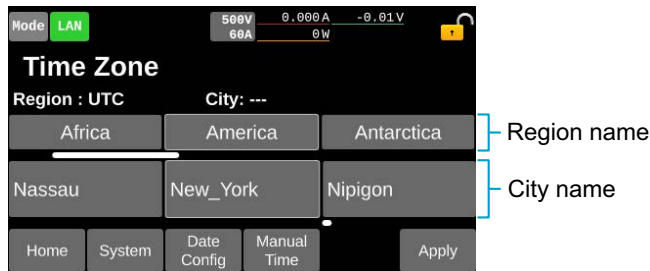 Mode LAN 500V 0.000A -0.01V
60A 0W
Time Zone
Region : UTC City: ---
Africa America Antarctica
Region name
Nassau New_York Nipigon
City name
Home System Date Config Manual Time Apply